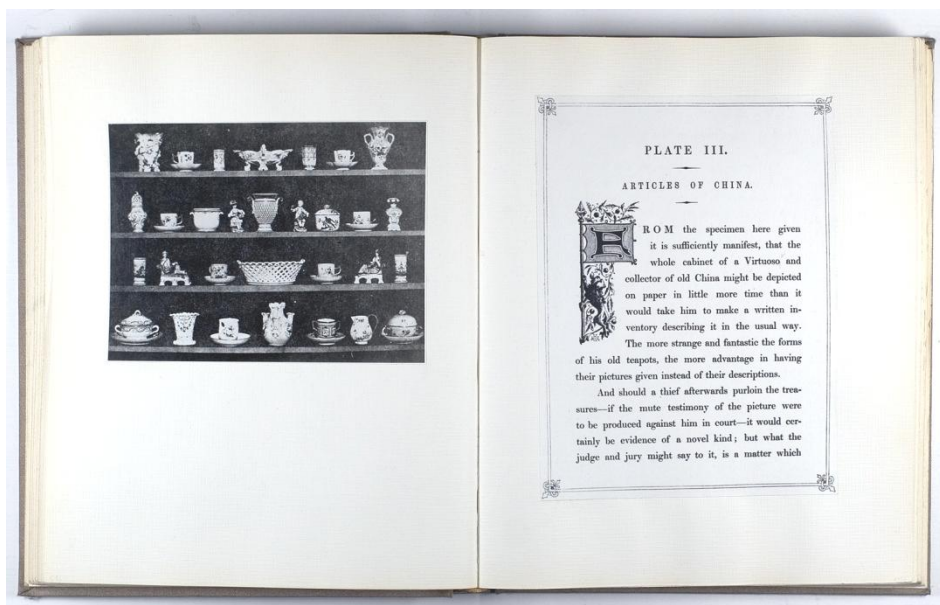 PLATE III.
ARTICLES OF CHINA.
FROM the specimen here given
it is sufficiently manifest, that the
whole cabinet of a Virtuoso and
collector of old China might be depicted
on paper in little more time than it
would take him to make a written in-
ventory describing it in the usual way.
The more strange and fantastic the forms
of his old teapots, the more advantage in having
their pictures given instead of their descriptions.
And should a thief afterwards purloin the trea-
sures—if the mute testimony of the picture were
to be produced against him in court—it would cer-
tainly be evidence of a novel kind; but what the
judge and jury might say to it, is a matter which